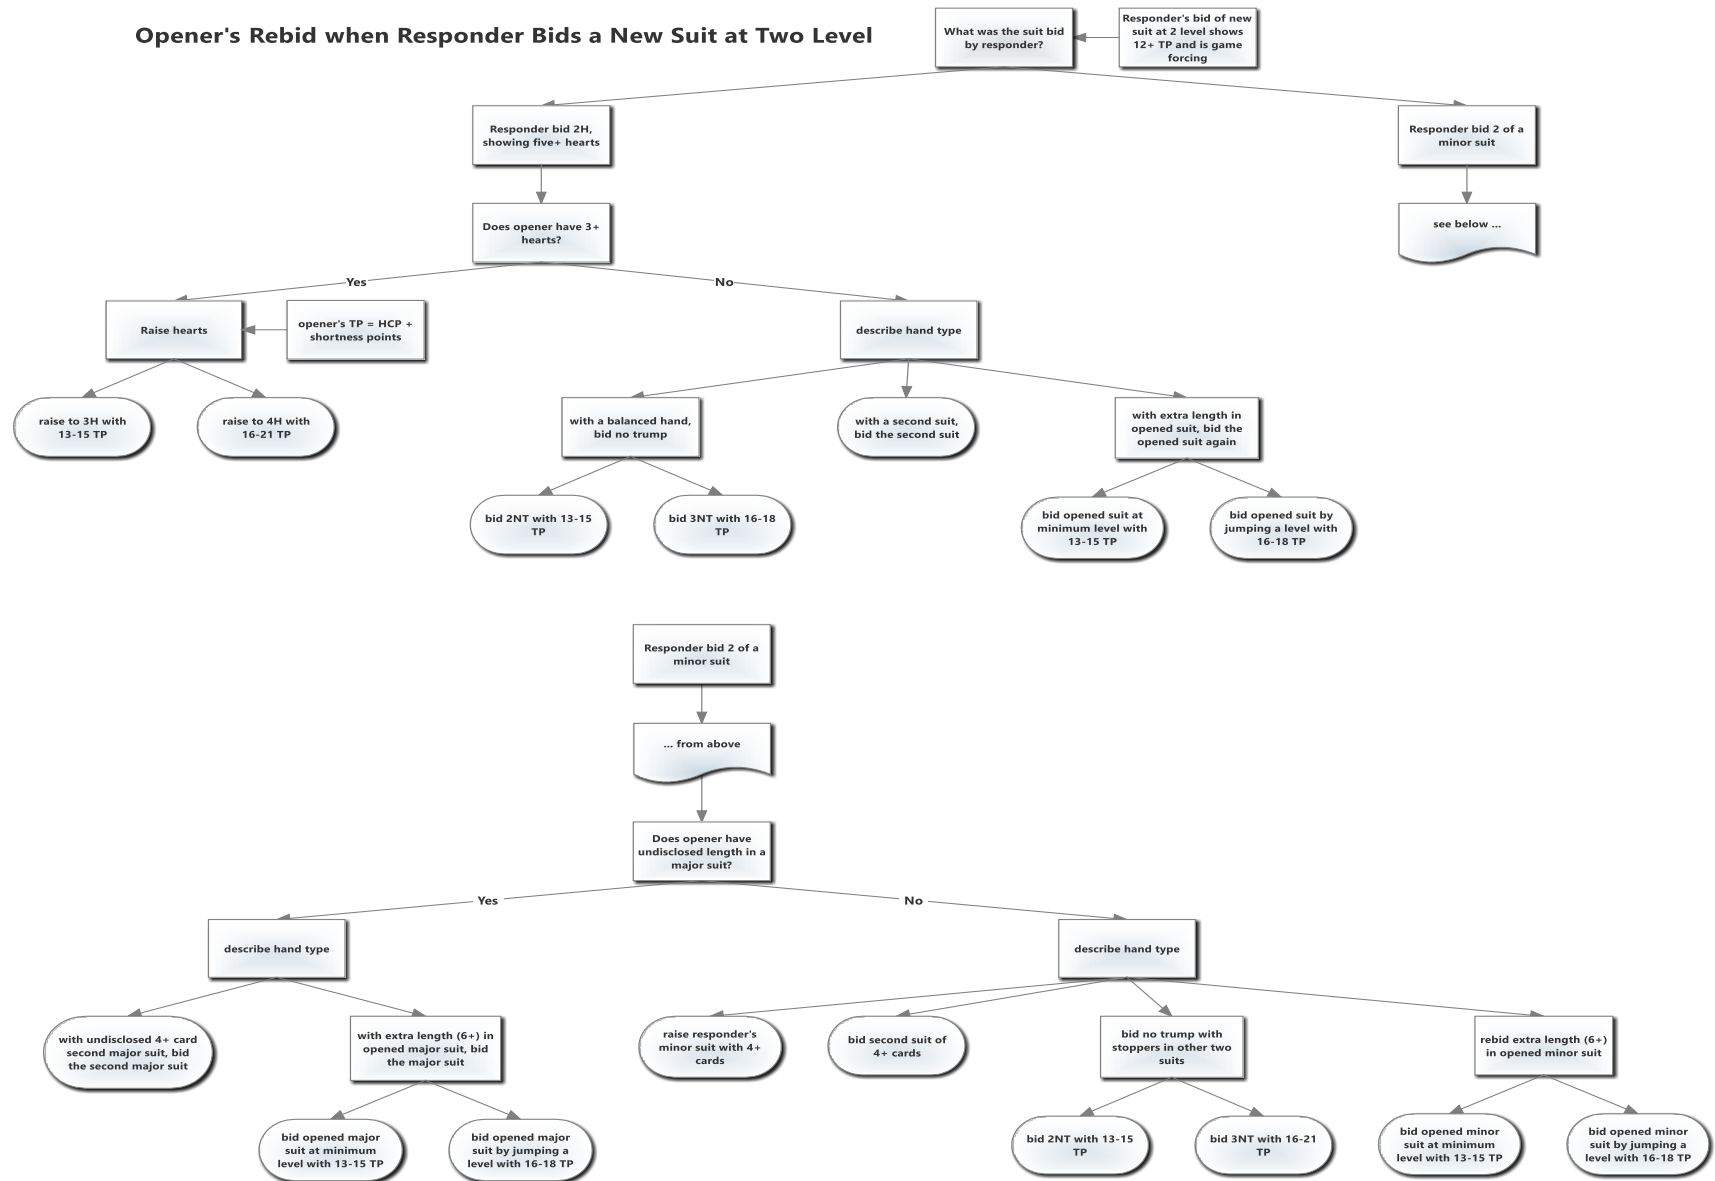 Opener's Rebid when Responder Bids a New Suit at Two Level
What was the suit bid
by responder?
Responder's bid of new
suit at 2 level shows
12+ TP and is game
forcing
Responder bid 2H,
showing five+ hearts
Responder bid 2 of a
minor suit
Does opener have 3+
hearts?
see below ...
Yes
No
Raise hearts
opener's TP = HCP +
shortness points
describe hand type
raise to 3H with
13-15 TP
raise to 4H with
16-21 TP
with a balanced hand,
bid no trump
with a second suit,
bid the second suit
with extra length in
opened suit, bid the
opened suit again
bid 2NT with 13-15
TP
bid 3NT with 16-18
TP
bid opened suit at
minimum level with
13-15 TP
bid opened suit by
jumping a level with
16-18 TP
Responder bid 2 of a
minor suit
... from above
Does opener have
undisclosed length in a
major suit?
Yes
No
describe hand type
describe hand type
with undisclosed 4+ card
second major suit, bid
the second major suit
with extra length (6+) in
opened major suit, bid
the major suit
raise responder's
minor suit with 4+
cards
bid second suit of
4+ cards
bid no trump with
stoppers in other two
suits
rebid extra length (6+)
in opened minor suit
bid opened major
suit at minimum
level with 13-15 TP
bid opened major
suit by jumping a
level with 16-18 TP
bid 2NT with 13-15
TP
bid 3NT with 16-21
TP
bid opened minor
suit at minimum
level with 13-15 TP
bid opened minor
suit by jumping a
level with 16-18 TP